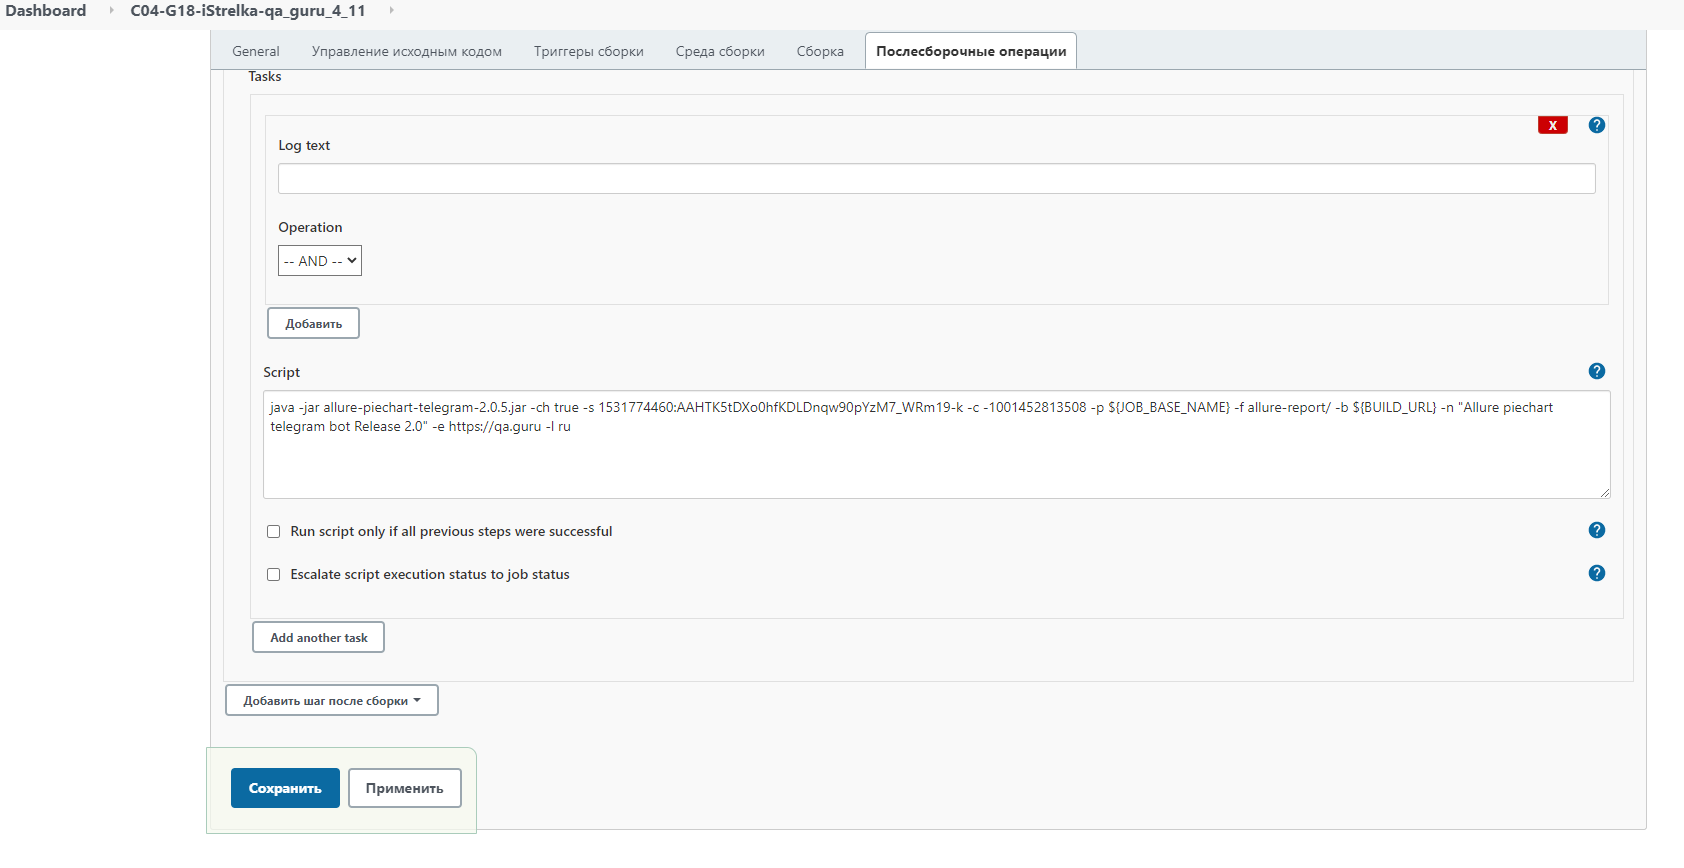 Dashboard C04-G18-iStrelka-qa_guru_4_11
General Управление исходным кодом Триггеры сборки Среда сборки Сборка Послесборочные операции
Tasks
X ?
Log text
Operation
-- AND --
Добавить
Script ?
java -jar allure-piechart-telegram-2.0.5.jar -ch true -s 1531774460:AAHTK5tDXo0hfKDLDnqw90pYzM7_WRm19-k -c -1001452813508 -p ${JOB_BASE_NAME} -f allure-report/ -b ${BUILD_URL} -n "Allure piechart
telegram bot Release 2.0" -e https://qa.guru -l ru
Run script only if all previous steps were successful ?
Escalate script execution status to job status ?
Add another task
Добавить шаг после сборки
Сохранить Применить